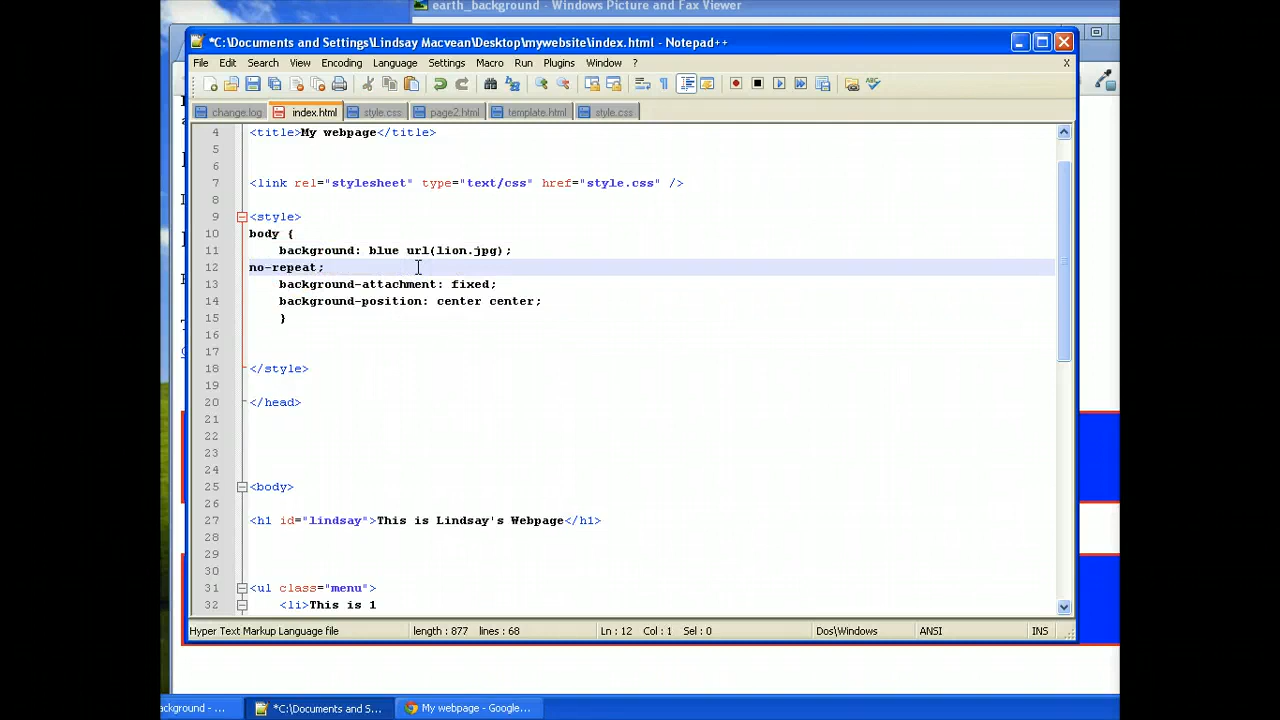 earth_background - Windows Picture and Fax Viewer
*C:\Documents and Settings\Lindsay Macvean\Desktop\mywebsite\index.html - Notepad++
File Edit Search View Encoding Language Settings Macro Run Plugins Window ? X
change.log index.html style.css page2.html template.html style.css
4 <title>My webpage</title>
5
6
7 <link rel="stylesheet" type="text/css" href="style.css" />
8
9 <style>
10 body {
11 background: blue url(lion.jpg);
12 no-repeat;
13 background-attachment: fixed;
14 background-position: center center;
15 }
16
17
18 </style>
19
20 </head>
21
22
23
24
25 <body>
26
27 <h1 id="lindsay">This is Lindsay's Webpage</h1>
28
29
30
31 <ul class="menu">
32 <li>This is 1
Hyper Text Markup Language file length : 877 lines : 68 Ln : 12 Col : 1 Sel : 0 Dos\Windows ANSI INS
ackground - ... *C:\Documents and S... My webpage - Google...